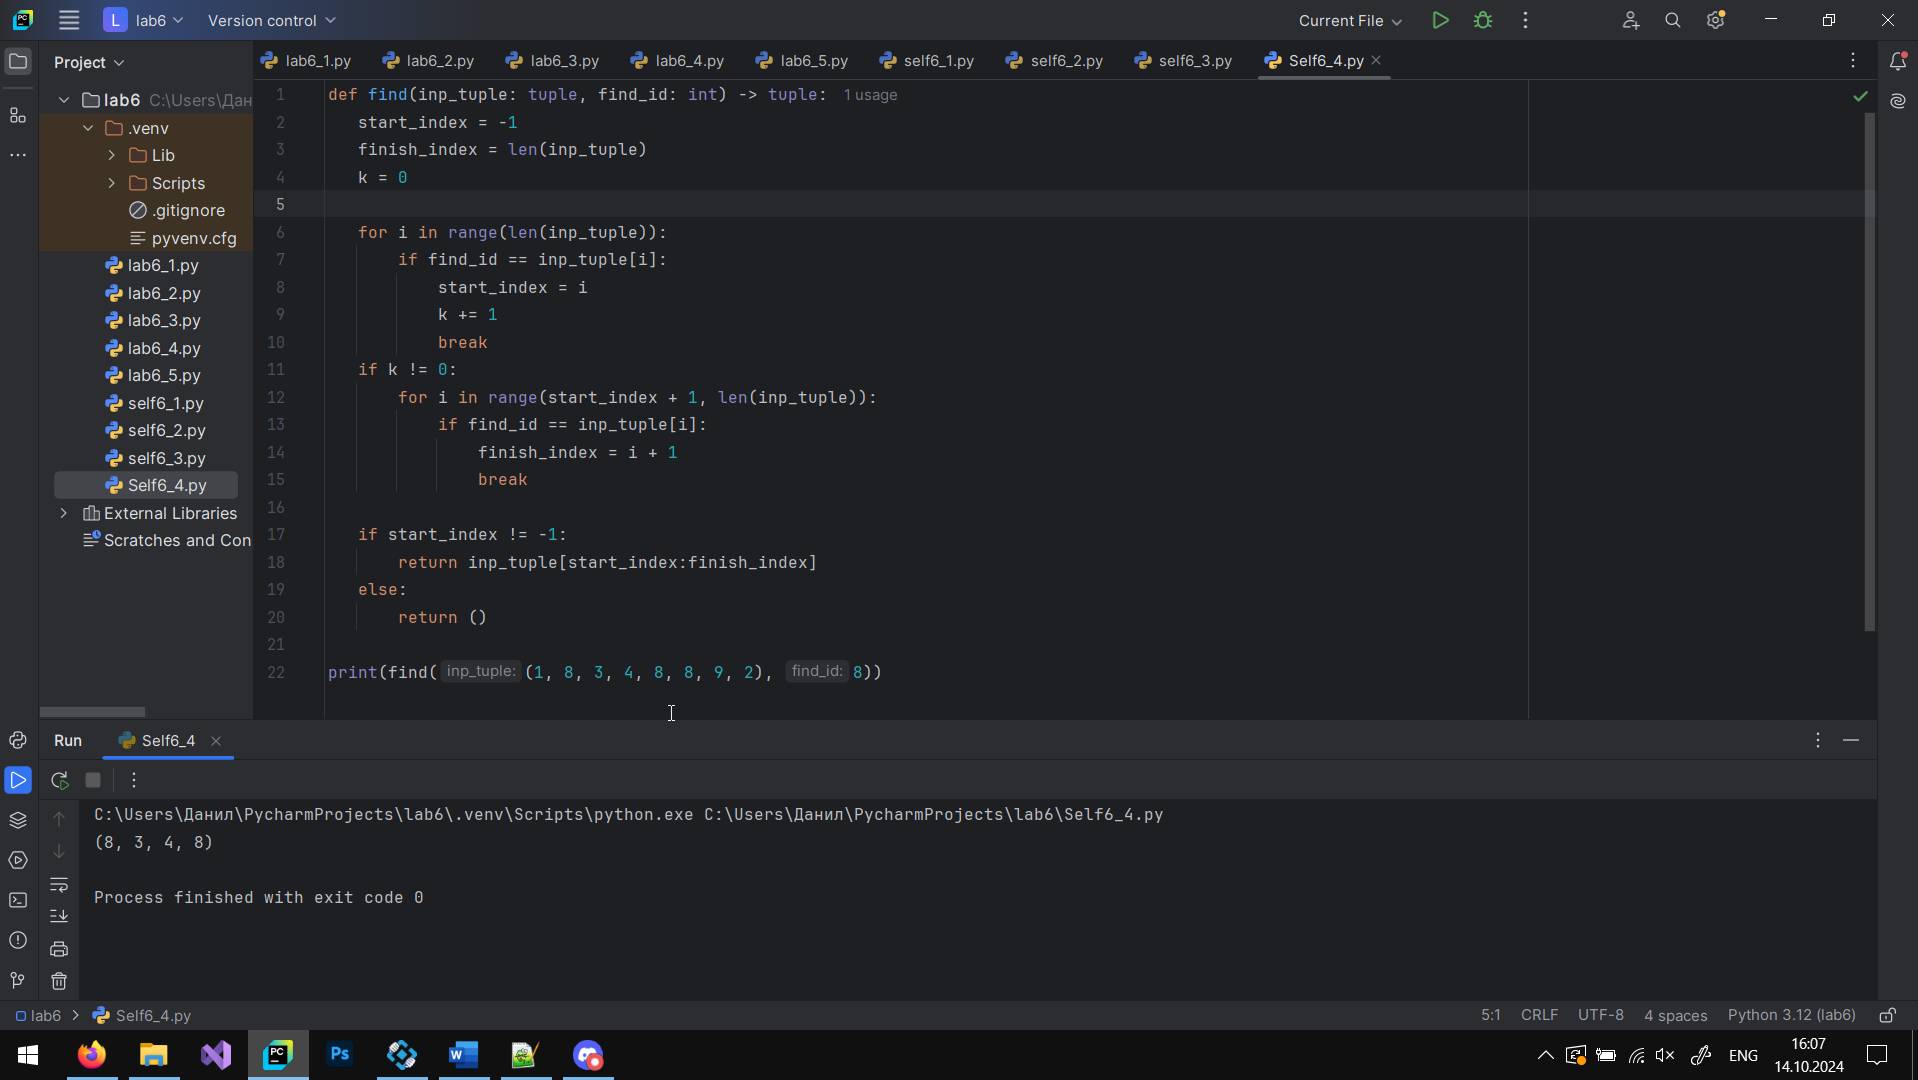 PC L lab6 Version control Current File
Project
lab6_1.py lab6_2.py lab6_3.py lab6_4.py lab6_5.py self6_1.py self6_2.py self6_3.py Self6_4.py
lab6 C:\Users\Дан
.venv
Lib
Scripts
.gitignore
pyvenv.cfg
lab6_1.py
lab6_2.py
lab6_3.py
lab6_4.py
lab6_5.py
self6_1.py
self6_2.py
self6_3.py
Self6_4.py
External Libraries
Scratches and Con
1 def find(inp_tuple: tuple, find_id: int) -> tuple: 1 usage
2 start_index = -1
3 finish_index = len(inp_tuple)
4 k = 0
5
6 for i in range(len(inp_tuple)):
7 if find_id == inp_tuple[i]:
8 start_index = i
9 k += 1
10 break
11 if k != 0:
12 for i in range(start_index + 1, len(inp_tuple)):
13 if find_id == inp_tuple[i]:
14 finish_index = i + 1
15 break
16
17 if start_index != -1:
18 return inp_tuple[start_index:finish_index]
19 else:
20 return ()
21
22 print(find( inp_tuple: (1, 8, 3, 4, 8, 8, 9, 2), find_id: 8))
Run Self6_4
C:\Users\Данил\PycharmProjects\lab6\.venv\Scripts\python.exe C:\Users\Данил\PycharmProjects\lab6\Self6_4.py
(8, 3, 4, 8)
Process finished with exit code 0
lab6 > Self6_4.py 5:1 CRLF UTF-8 4 spaces Python 3.12 (lab6)
PC Ps W ENG 16:07
14.10.2024